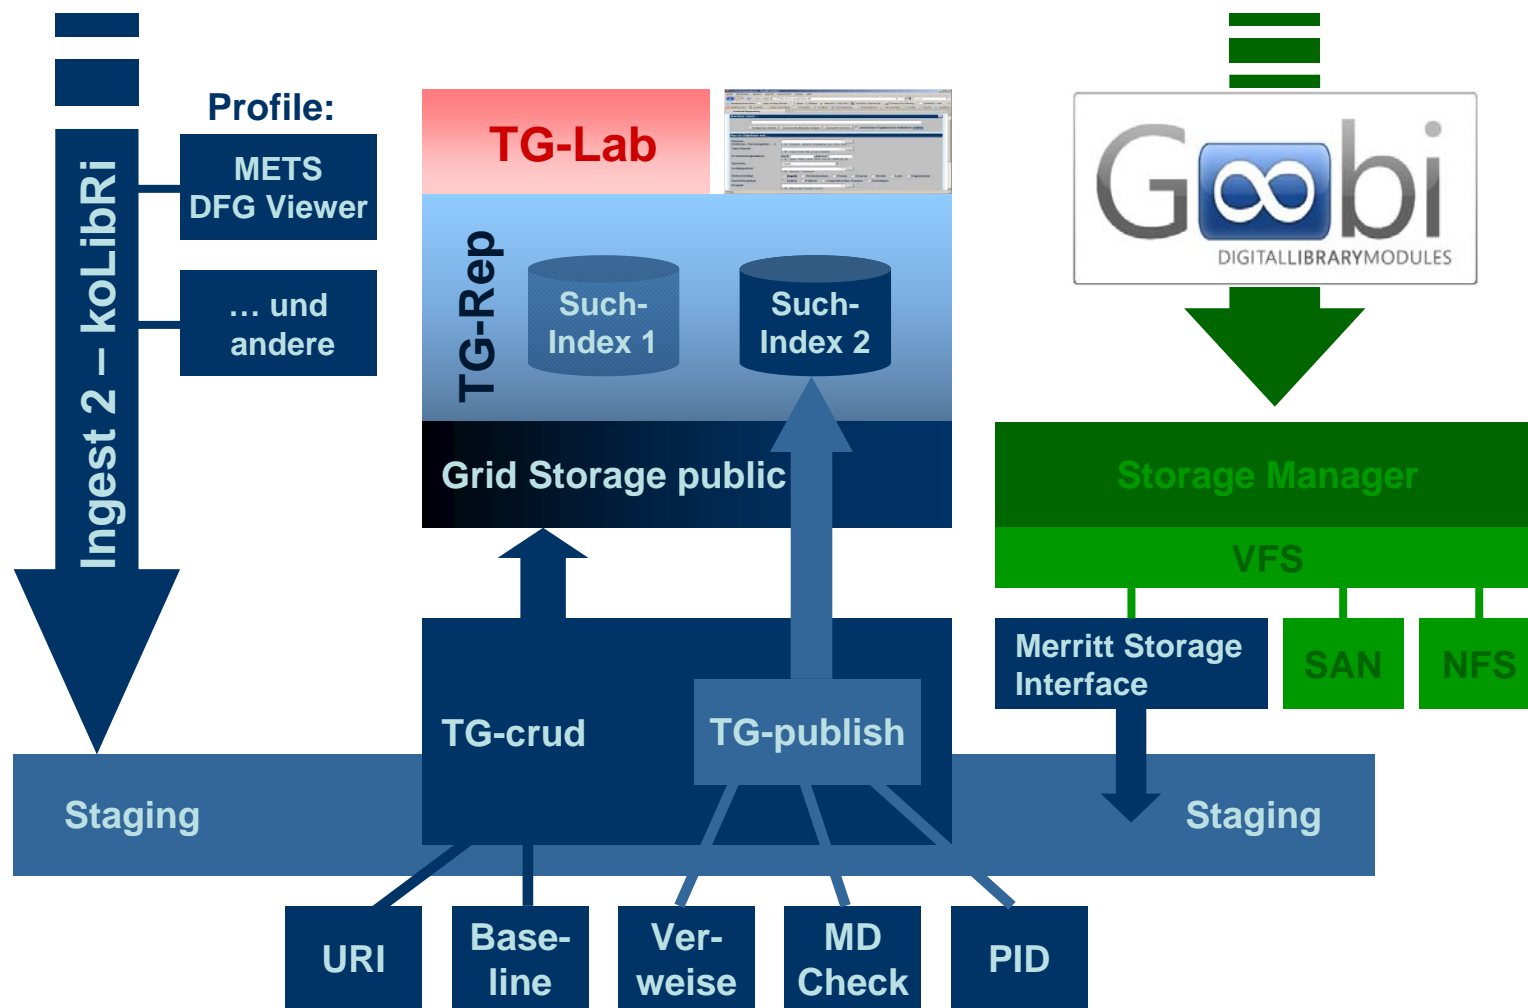 Profile:
METS
DFG Viewer
… und
andere
Ingest 2 – koLibRi
TG-Lab
TG-Rep
Such-
Index 1
Such-
Index 2
Grid Storage public
TG-crud
TG-publish
Staging
URI
Base-
line
Ver-
weise
MD
Check
PID
Goobi
DIGITALLIBRARYMODULES
Storage Manager
VFS
Merritt Storage
Interface
SAN
NFS
Staging